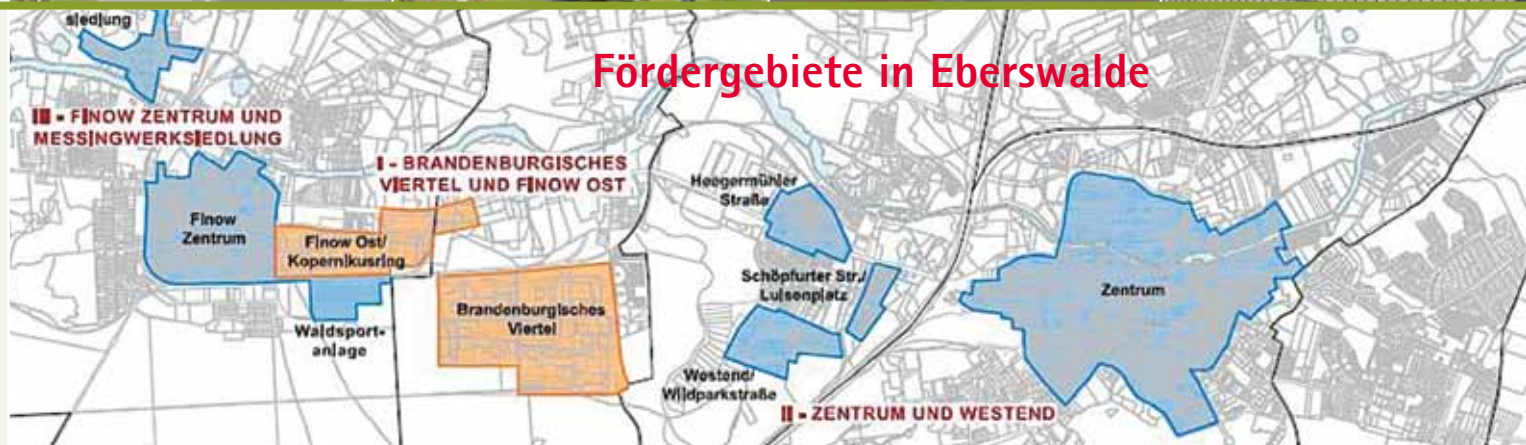 Fördergebiete in Eberswalde
siedlung
III - FINOW ZENTRUM UND
MESSINGWERKSIEDLUNG
I - BRANDENBURGISCHES
VIERTEL UND FINOW OST
Finow
Zentrum
Finow Ost/
Kopernikusring
Waldsport-
anlage
Brandenburgisches
Viertel
Heegermühler
Straße
Schöpfurter Str./
Luisenplatz
Westend/
Wildparkstraße
Zentrum
II - ZENTRUM UND WESTEND